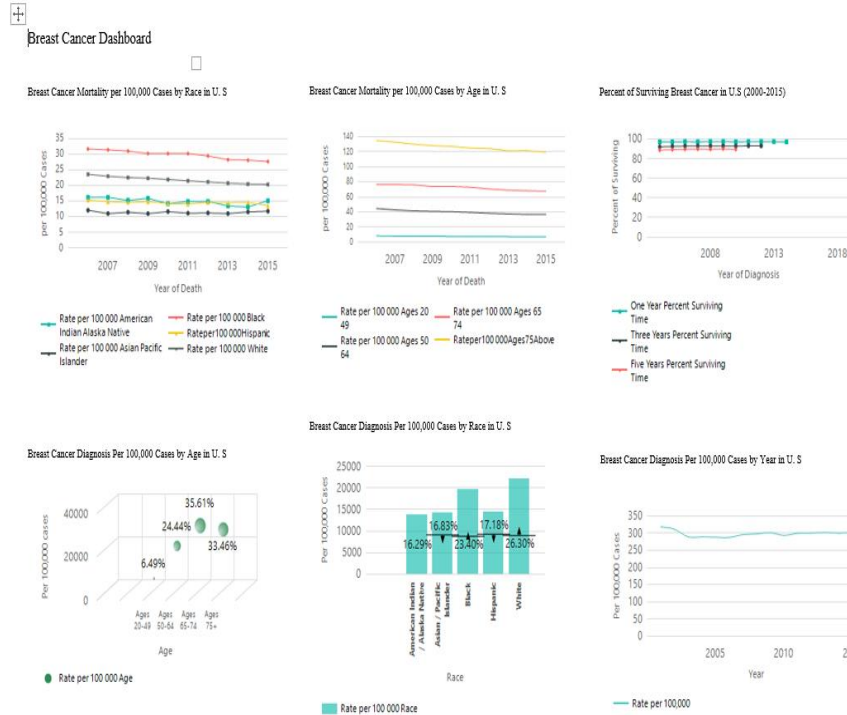 Breast Cancer Dashboard
Breast Cancer Mortality per 100,000 Cases by Race in U. S
35
30
25
20
15
10
5
0
per 100,000 Cases
2007 2009 2011 2013 2015
Year of Death
Rate per 100 000 American
Indian Alaska Native
Rate per 100 000 Asian Pacific
Islander
Rate per 100 000 Black
Rateper100000Hispanic
Rate per 100 000 White
Breast Cancer Mortality per 100,000 Cases by Age in U. S
140
120
100
80
60
40
20
0
per 100,000 Cases
2007 2009 2011 2013 2015
Year of Death
Rate per 100 000 Ages 20
49
Rate per 100 000 Ages 50
64
Rate per 100 000 Ages 65
74
Rateper100000Ages75Above
Percent of Surviving Breast Cancer in U.S (2000-2015)
100
80
60
40
20
0
Percent of Surviving
2008 2013 2018
Year of Diagnosis
One Year Percent Surviving
Time
Three Years Percent Surviving
Time
Five Years Percent Surviving
Time
Breast Cancer Diagnosis Per 100,000 Cases by Age in U. S
40000
20000
0
Per 100,000 cases
6.49%
24.44%
35.61%
33.46%
Ages
20-49
Ages
50-64
Ages
65-74
Ages
75+
Age
Rate per 100 000 Age
Breast Cancer Diagnosis Per 100,000 Cases by Race in U. S
25000
20000
15000
10000
5000
0
Per 100,000 Cases
16.29%
16.83%
23.40%
17.18%
26.30%
American Indian
/ Alaska Native
Asian / Pacific
Islander
Black
Hispanic
White
Race
Rate per 100 000 Race
Breast Cancer Diagnosis Per 100,000 Cases by Year in U. S
350
300
250
200
150
100
50
0
Per 100,000 Cases
2005 2010 2
Year
Rate per 100,000